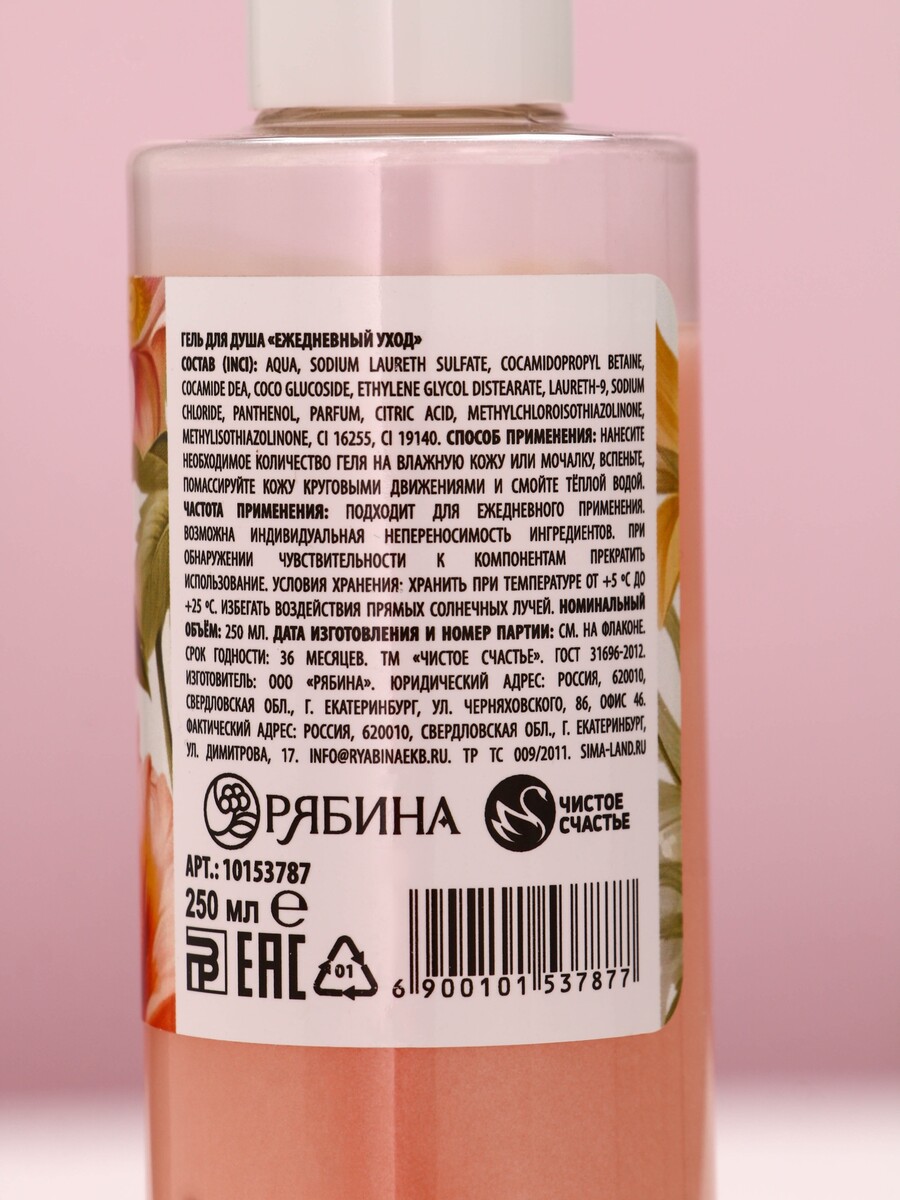 ГЕЛЬ ДЛЯ ДУША «ЕЖЕДНЕВНЫЙ УХОД»
СОСТАВ (INCI): AQUA, SODIUM LAURETH SULFATE, COCAMIDOPROPYL BETAINE,
COCAMIDE DEA, COCO GLUCOSIDE, ETHYLENE GLYCOL DISTEARATE, LAURETH-9, SODIUM
CHLORIDE, PANTHENOL, PARFUM, CITRIC ACID, METHYLCHLOROISOTHIAZOLINONE,
METHYLISOTHIAZOLINONE, CI 16255, CI 19140. СПОСОБ ПРИМЕНЕНИЯ: НАНЕСИТЕ
НЕОБХОДИМОЕ КОЛИЧЕСТВО ГЕЛЯ НА ВЛАЖНУЮ КОЖУ ИЛИ МОЧАЛКУ, ВСПЕНЬТЕ,
ПОМАССИРУЙТЕ КОЖУ КРУГОВЫМИ ДВИЖЕНИЯМИ И СМОЙТЕ ТЁПЛОЙ ВОДОЙ.
ЧАСТОТА ПРИМЕНЕНИЯ: ПОДХОДИТ ДЛЯ ЕЖЕДНЕВНОГО ПРИМЕНЕНИЯ.
ВОЗМОЖНА ИНДИВИДУАЛЬНАЯ НЕПЕРЕНОСИМОСТЬ ИНГРЕДИЕНТОВ. ПРИ
ОБНАРУЖЕНИИ ЧУВСТВИТЕЛЬНОСТИ К КОМПОНЕНТАМ ПРЕКРАТИТЬ
ИСПОЛЬЗОВАНИЕ. УСЛОВИЯ ХРАНЕНИЯ: ХРАНИТЬ ПРИ ТЕМПЕРАТУРЕ ОТ +5 °С ДО
+25 °С. ИЗБЕГАТЬ ВОЗДЕЙСТВИЯ ПРЯМЫХ СОЛНЕЧНЫХ ЛУЧЕЙ. НОМИНАЛЬНЫЙ
ОБЪЁМ: 250 МЛ. ДАТА ИЗГОТОВЛЕНИЯ И НОМЕР ПАРТИИ: СМ. НА ФЛАКОНЕ.
СРОК ГОДНОСТИ: 36 МЕСЯЦЕВ. ТМ «ЧИСТОЕ СЧАСТЬЕ». ГОСТ 31696-2012.
ИЗГОТОВИТЕЛЬ: ООО «РЯБИНА». ЮРИДИЧЕСКИЙ АДРЕС: РОССИЯ, 620010,
СВЕРДЛОВСКАЯ ОБЛ., Г. ЕКАТЕРИНБУРГ, УЛ. ЧЕРНЯХОВСКОГО, 86, ОФИС 46.
ФАКТИЧЕСКИЙ АДРЕС: РОССИЯ, 620010, СВЕРДЛОВСКАЯ ОБЛ., Г. ЕКАТЕРИНБУРГ,
УЛ. ДИМИТРОВА, 17. INFO@RYABINAEKB.RU. ТР ТС 009/2011. SIMA-LAND.RU
РЯБИНА
ЧИСТОЕ
СЧАСТЬЕ
АРТ.: 10153787
250 МЛ e
РСТ EAC 01
6 900101 537877